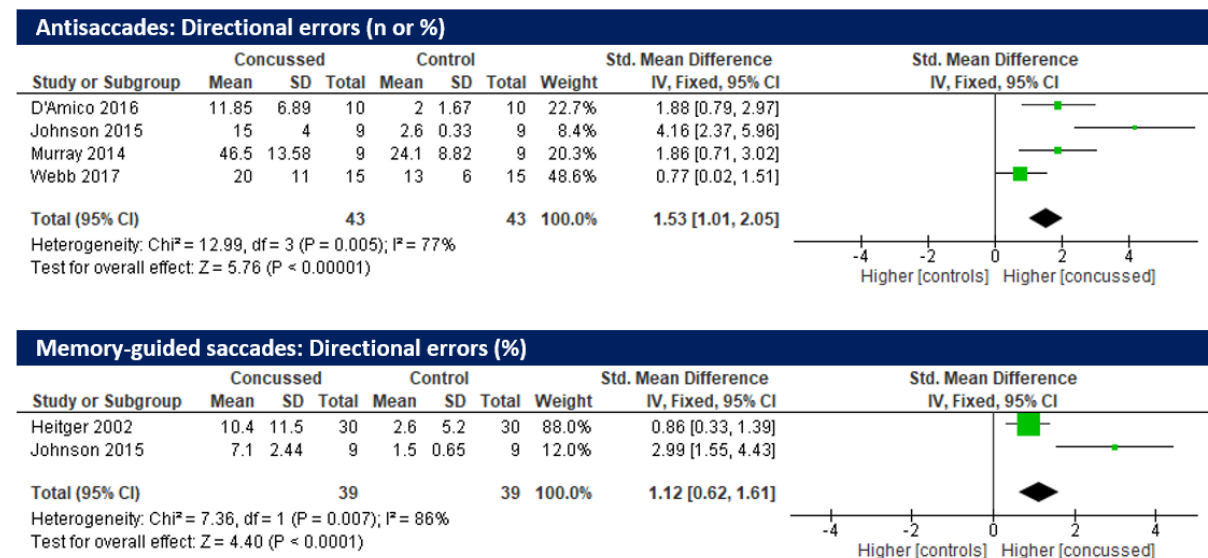 Antisaccades: Directional errors (n or %)
Concussed Control Std. Mean Difference Std. Mean Difference
Study or Subgroup Mean SD Total Mean SD Total Weight IV, Fixed, 95% CI IV, Fixed, 95% CI
D'Amico 2016 11.85 6.89 10 2 1.67 10 22.7% 1.88 [0.79, 2.97]
Johnson 2015 15 4 9 2.6 0.33 9 8.4% 4.16 [2.37, 5.96]
Murray 2014 46.5 13.58 9 24.1 8.82 9 20.3% 1.86 [0.71, 3.02]
Webb 2017 20 11 15 13 6 15 48.6% 0.77 [0.02, 1.51]
Total (95% CI) 43 43 100.0% 1.53 [1.01, 2.05]
Heterogeneity: Chi² = 12.99, df = 3 (P = 0.005); I² = 77%
Test for overall effect: Z = 5.76 (P < 0.00001)
-4 -2 0 2 4
Higher [controls] Higher [concussed]
Memory-guided saccades: Directional errors (%)
Concussed Control Std. Mean Difference Std. Mean Difference
Study or Subgroup Mean SD Total Mean SD Total Weight IV, Fixed, 95% CI IV, Fixed, 95% CI
Heitger 2002 10.4 11.5 30 2.6 5.2 30 88.0% 0.86 [0.33, 1.39]
Johnson 2015 7.1 2.44 9 1.5 0.65 9 12.0% 2.99 [1.55, 4.43]
Total (95% CI) 39 39 100.0% 1.12 [0.62, 1.61]
Heterogeneity: Chi² = 7.36, df = 1 (P = 0.007); I² = 86%
Test for overall effect: Z = 4.40 (P < 0.0001)
-4 -2 0 2 4
Higher [controls] Higher [concussed]